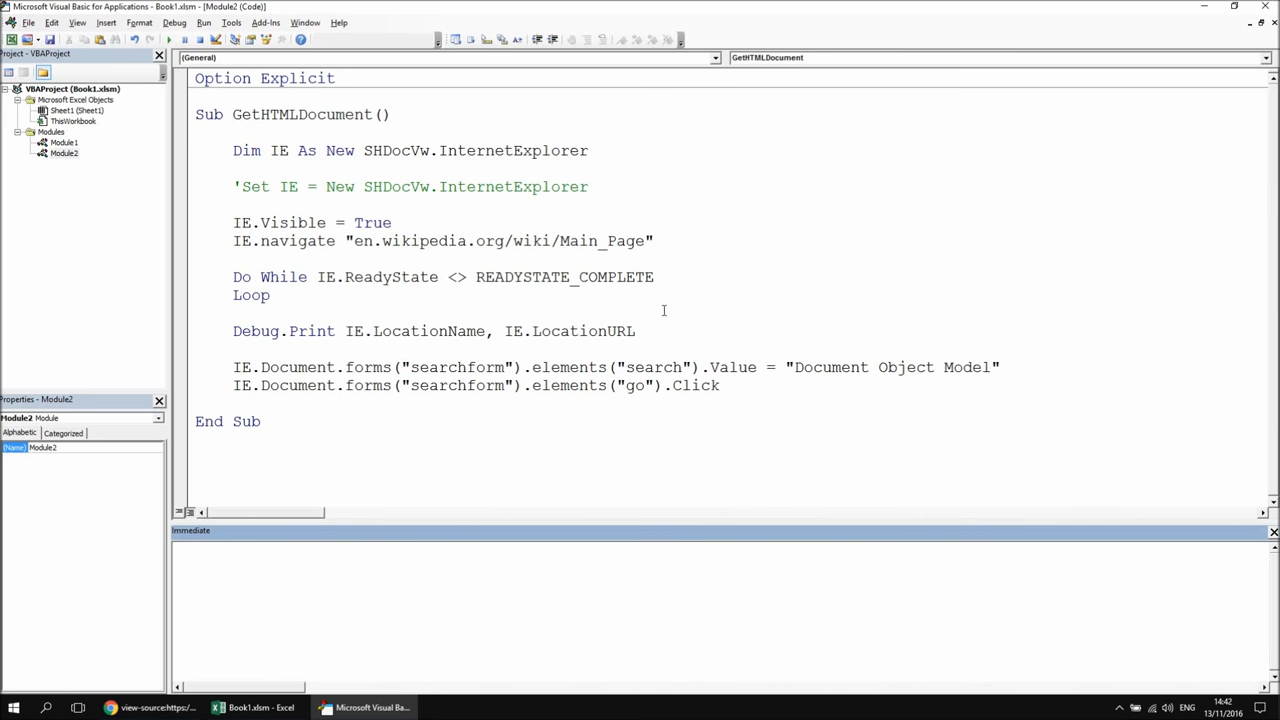 Microsoft Visual Basic for Applications - Book1.xlsm - [Module2 (Code)]
File Edit View Insert Format Debug Run Tools Add-Ins Window Help
Project - VBAProject
(General)
GetHTMLDocument
VBAProject (Book1.xlsm)
Microsoft Excel Objects
Sheet1 (Sheet1)
ThisWorkbook
Modules
Module1
Module2
Option Explicit
Sub GetHTMLDocument()
Dim IE As New SHDocVw.InternetExplorer
'Set IE = New SHDocVw.InternetExplorer
IE.Visible = True
IE.navigate "en.wikipedia.org/wiki/Main_Page"
Do While IE.ReadyState <> READYSTATE_COMPLETE
Loop
Debug.Print IE.LocationName, IE.LocationURL
IE.Document.forms("searchform").elements("search").Value = "Document Object Model"
IE.Document.forms("searchform").elements("go").Click
End Sub
Properties - Module2
Module2 Module
Alphabetic Categorized
(Name) Module2
Immediate
view-source:https:/...
Book1.xlsm - Excel
Microsoft Visual Ba...
ENG
14:42
13/11/2016